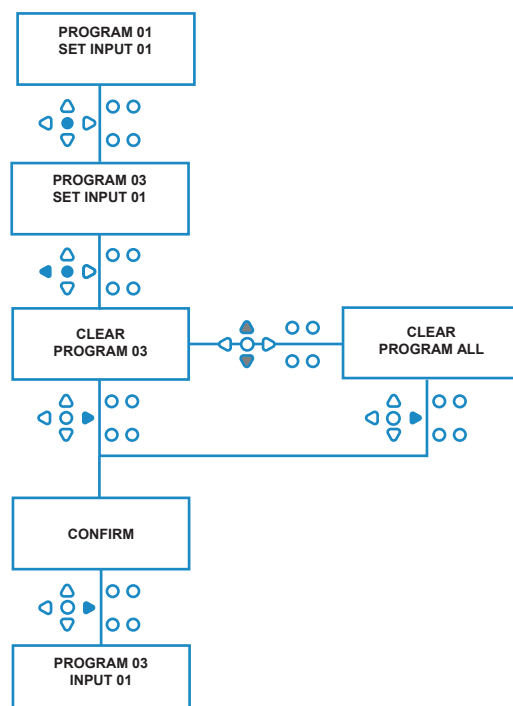 PROGRAM 01
SET INPUT 01
PROGRAM 03
SET INPUT 01
CLEAR
PROGRAM 03
CLEAR
PROGRAM ALL
CONFIRM
PROGRAM 03
INPUT 01